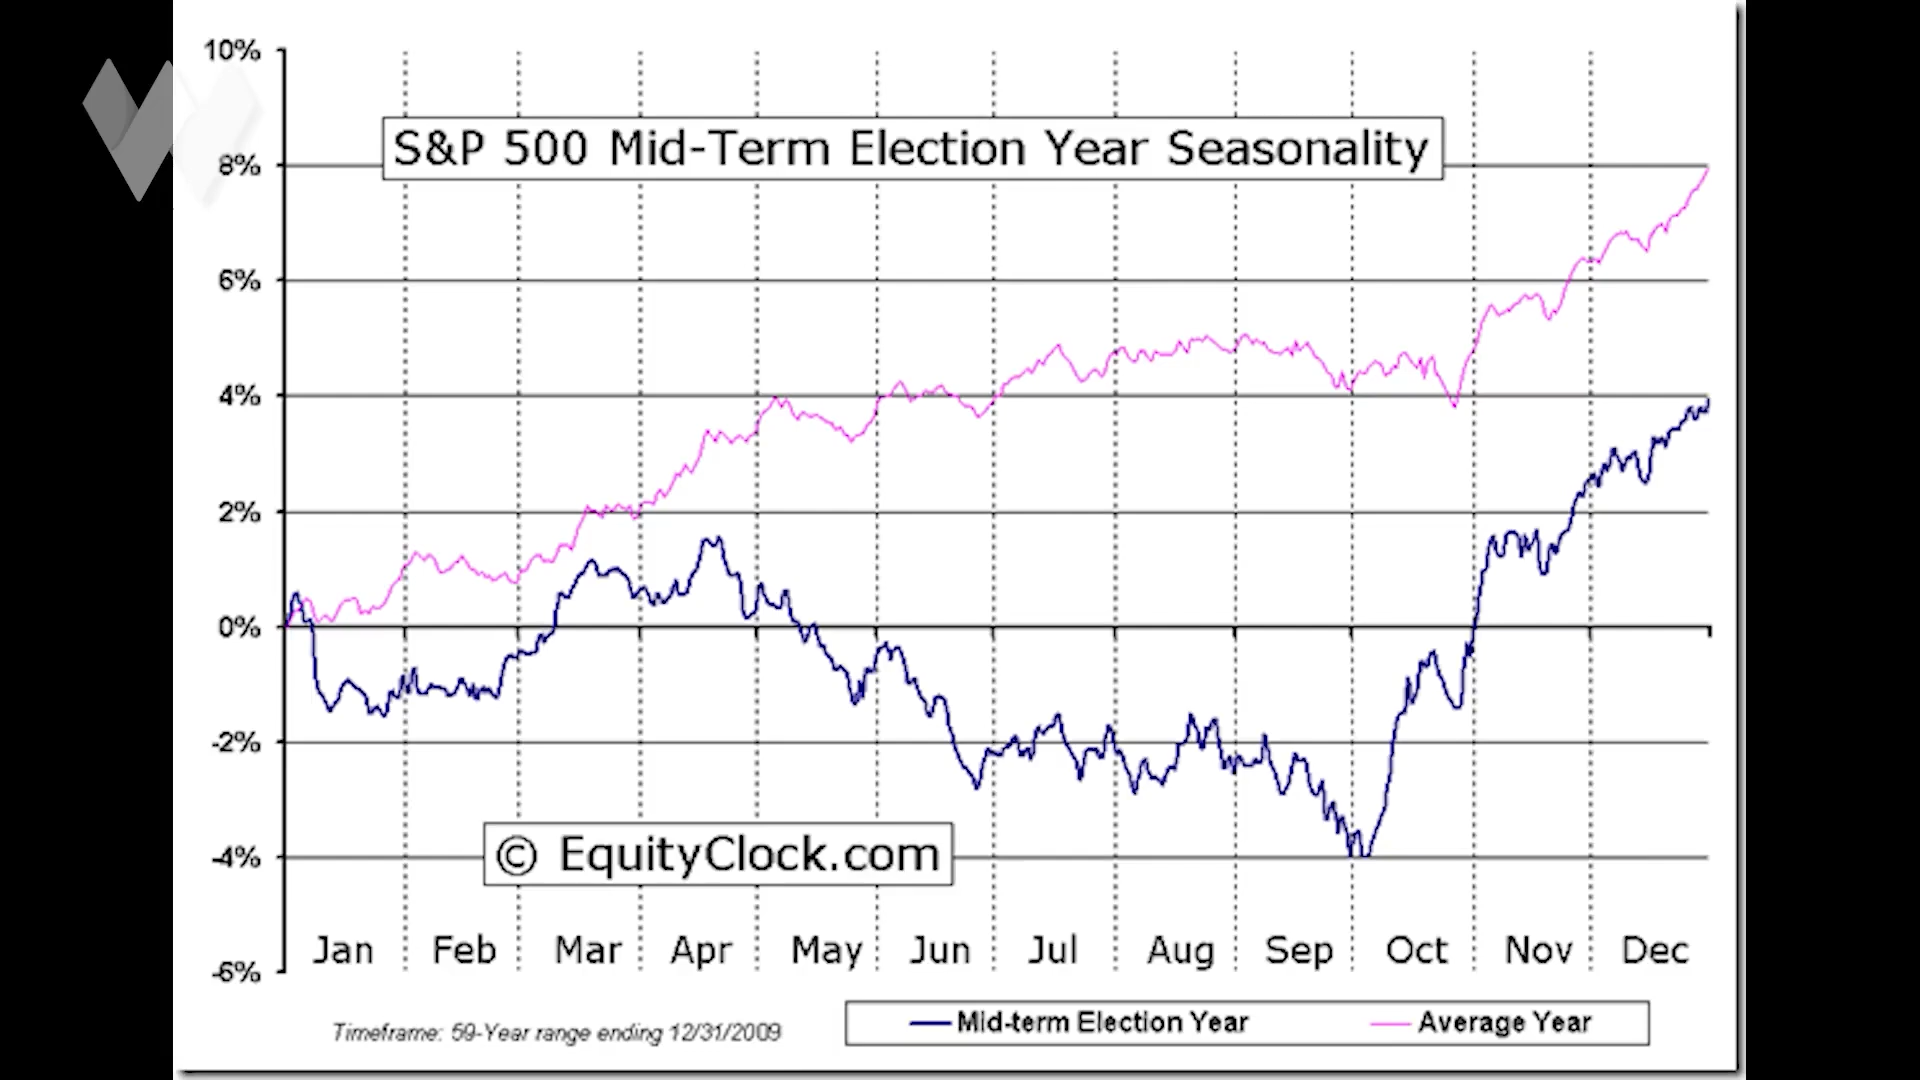 10%
S&P 500 Mid-Term Election Year Seasonality
8%
6%
4%
2%
0%
-2%
-4%
© EquityClock.com
-6%
Jan Feb Mar Apr May Jun Jul Aug Sep Oct Nov Dec
Timeframe: 59-Year range ending 12/31/2009
Mid-term Election Year Average Year